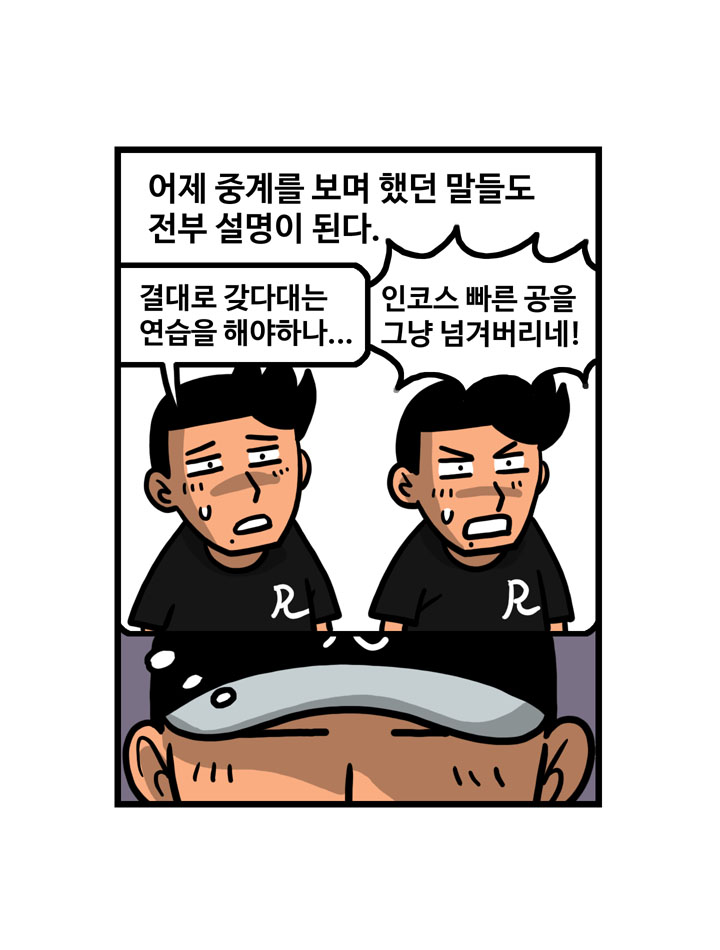 어제 중계를 보며 했던 말들도
전부 설명이 된다.
결대로 갖다대는
연습을 해야하나...
인코스 빠른 공을
그냥 넘겨버리네!
R
R